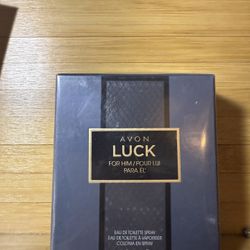 AVON
LUCK
FOR HIM/POUR LUI
PARA ÉL
EAU DE TOILETTE SPRAY
EAU DE TOILETTE À VAPORISER
COLONIA EN SPRAY